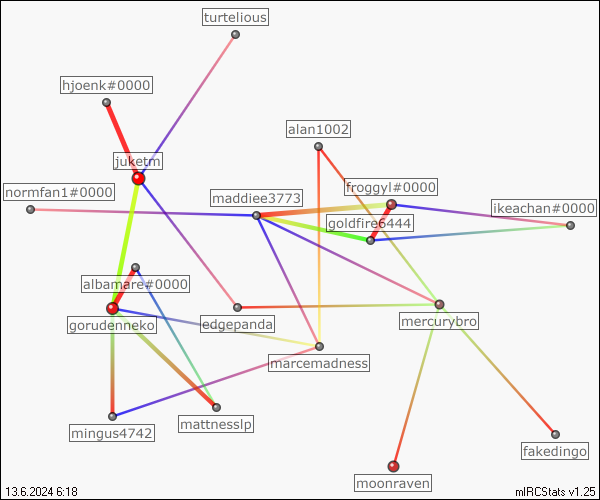 turtelious
hjoenk#0000
alan1002
juketm
froggyl#0000
normfan1#0000
maddiee3773
ikeachan#0000
goldfire6444
albamare#0000
gorudenneko
edgepanda
mercurybro
marcemadness
mattnesslp
mingus4742
fakedingo
moonraven
13.6.2024 6:18
mIRCStats v1.25